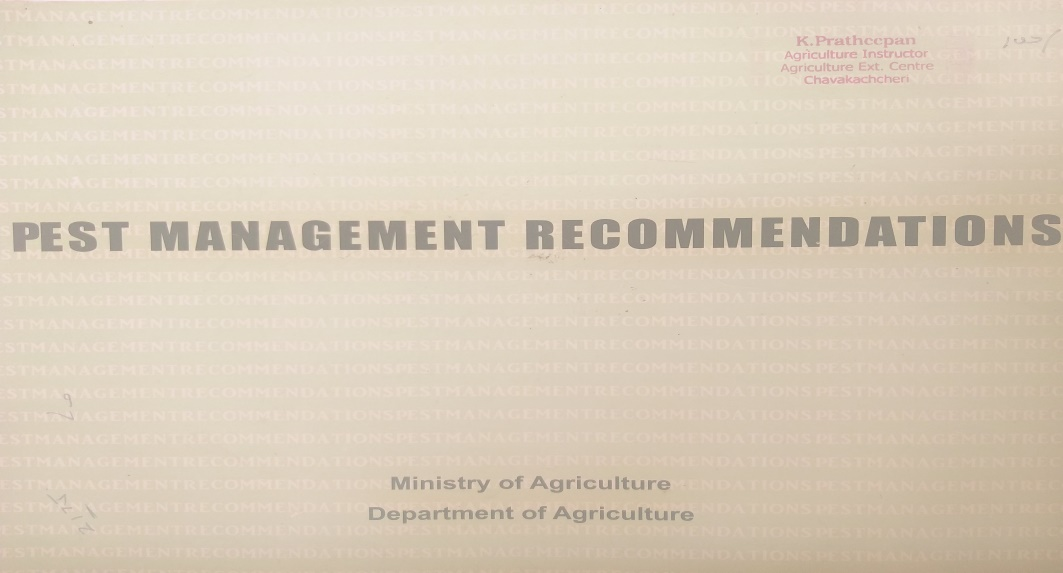 K.Pratheepan
Agriculture Instructor
Agriculture Ext. Centre
Chavakachcheri
PEST MANAGEMENT RECOMMENDATIONS
Ministry of Agriculture
Department of Agriculture